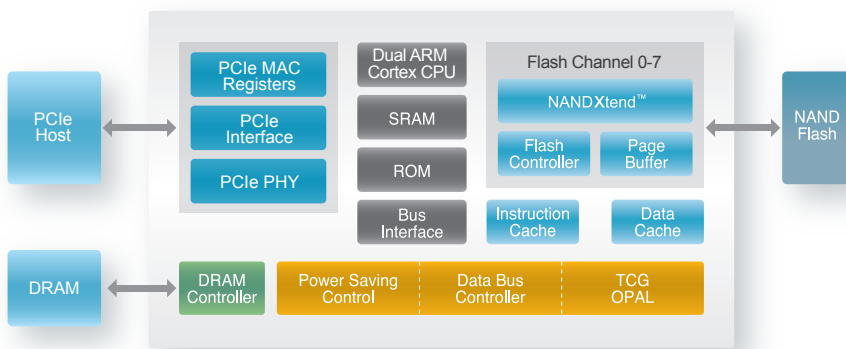 PCIe
Host
DRAM
PCIe MAC
Registers
PCIe
Interface
PCIe PHY
Dual ARM
Cortex CPU
SRAM
ROM
Bus
Interface
Flash Channel 0-7
NANDXtend™
Flash
Controller
Page
Buffer
Instruction
Cache
Data
Cache
DRAM
Controller
Power Saving
Control
Data Bus
Controller
TCG
OPAL
NAND
Flash